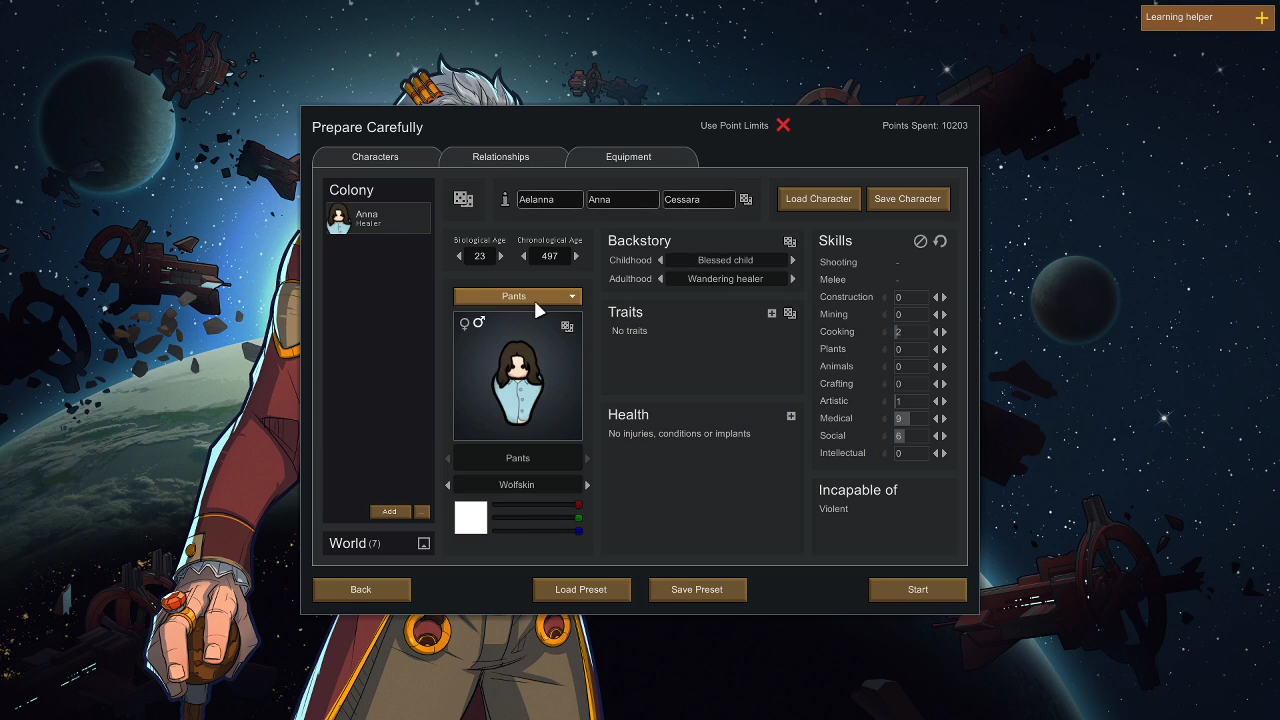 Learning helper
Prepare Carefully
Use Point Limits
Points Spent: 10203
Characters
Relationships
Equipment
Colony
Anna
Healer
Aelanna
Anna
Cessara
Load Character
Save Character
Biological Age
Chronological Age
23
497
Pants
Pants
Wolfskin
Backstory
Childhood
Blessed child
Adulthood
Wandering healer
Traits
No traits
Health
No injuries, conditions or implants
Skills
Shooting -
Melee -
Construction 0
Mining 0
Cooking 2
Plants 0
Animals 0
Crafting 0
Artistic 1
Medical 9
Social 6
Intellectual 0
Incapable of
Violent
Add
...
World (7)
Back
Load Preset
Save Preset
Start